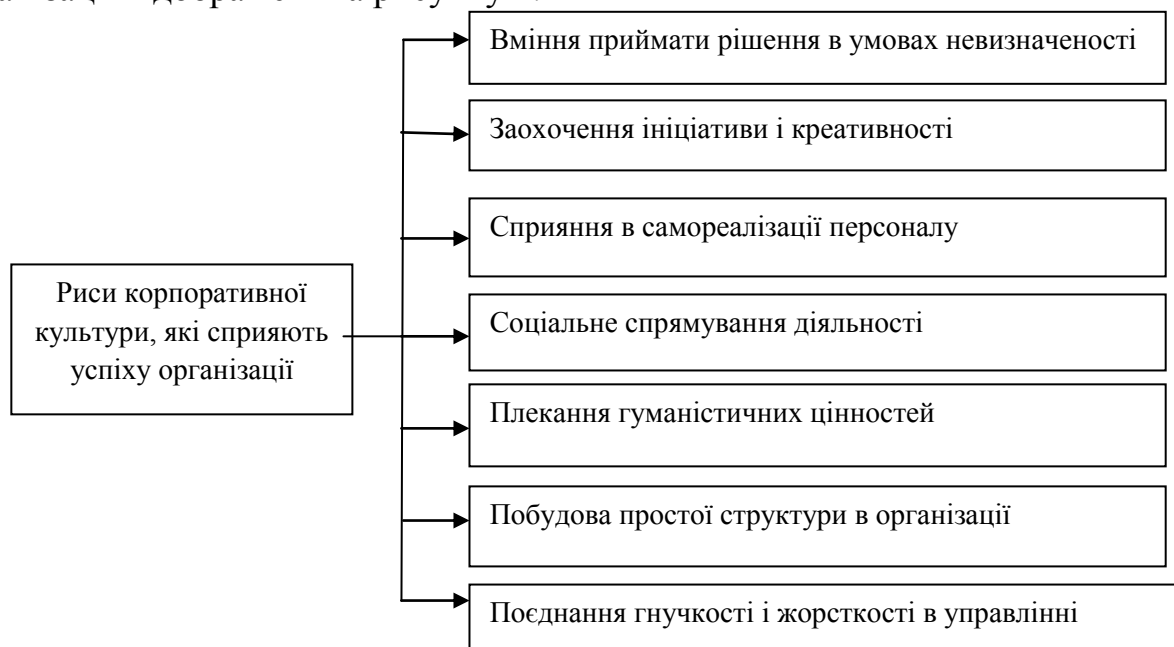 Вміння приймати рішення в умовах невизначеності
Заохочення ініціативи і креативності
Сприяння в самореалізації персоналу
Риси корпоративної
культури, які сприяють
успіху організації
Соціальне спрямування діяльності
Плекання гуманістичних цінностей
Побудова простої структури в організації
Поєднання гнучкості і жорсткості в управлінні